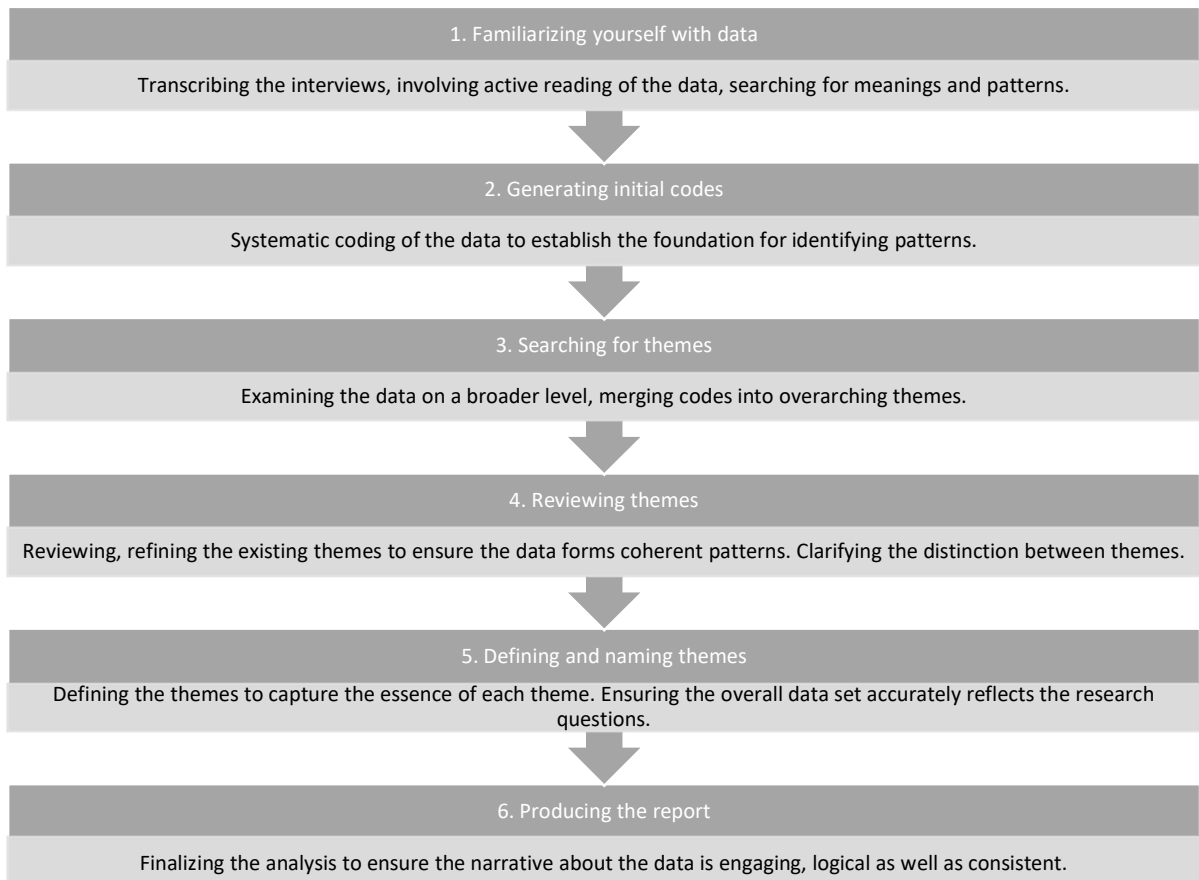 1. Familiarizing yourself with data
Transcribing the interviews, involving active reading of the data, searching for meanings and patterns.
2. Generating initial codes
Systematic coding of the data to establish the foundation for identifying patterns.
3. Searching for themes
Examining the data on a broader level, merging codes into overarching themes.
4. Reviewing themes
Reviewing, refining the existing themes to ensure the data forms coherent patterns. Clarifying the distinction between themes.
5. Defining and naming themes
Defining the themes to capture the essence of each theme. Ensuring the overall data set accurately reflects the research
questions.
6. Producing the report
Finalizing the analysis to ensure the narrative about the data is engaging, logical as well as consistent.